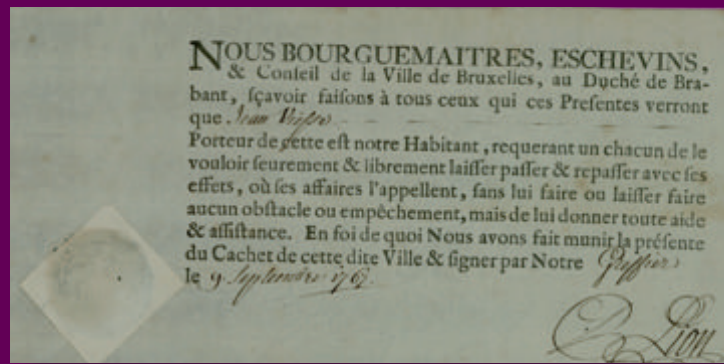 NOUS BOURGUEMAITRES, ESCHEVINS,
& Conſeil de la Ville de Bruxelles, au Duché de Bra-
bant, ſçavoir faiſons à tous ceux qui ces Preſentes verront
que Jean
Porteur de cette eſt notre Habitant, requerant un chacun de le
vouloir ſeurement & librement laiſſer paſſer & repaſſer avec ſes
effets, où ſes affaires l'appellent, ſans lui faire ou laiſſer faire
aucun obſtacle ou empêchement, mais de lui donner toute aide
& aſſiſtance. En foi de quoi Nous avons fait munir la préſente
du Cachet de cette dite Ville & ſigner par Notre Greffier
le 9 Septembre 1767.
Lion